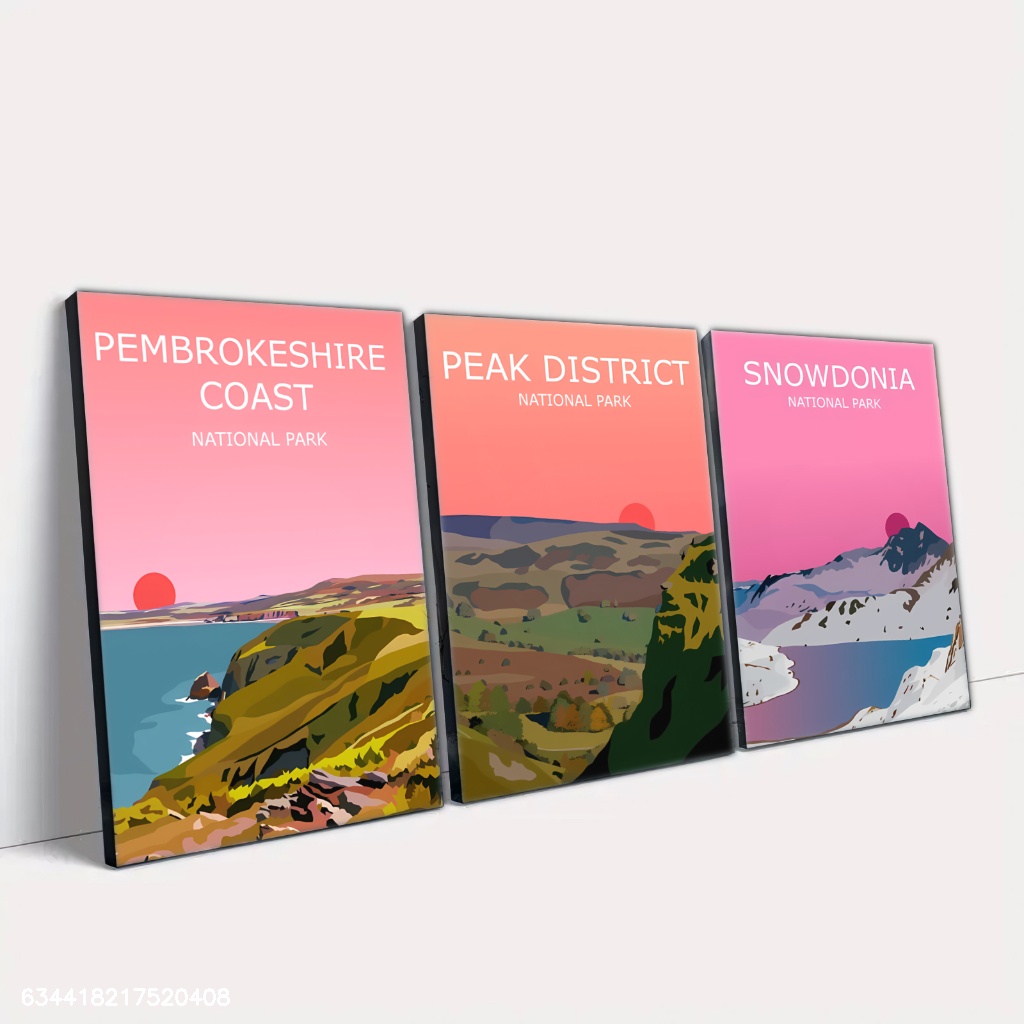 PEMBROKESHIRE
COAST
NATIONAL PARK
PEAK DISTRICT
NATIONAL PARK
SNOWDONIA
NATIONAL PARK
634418217520408